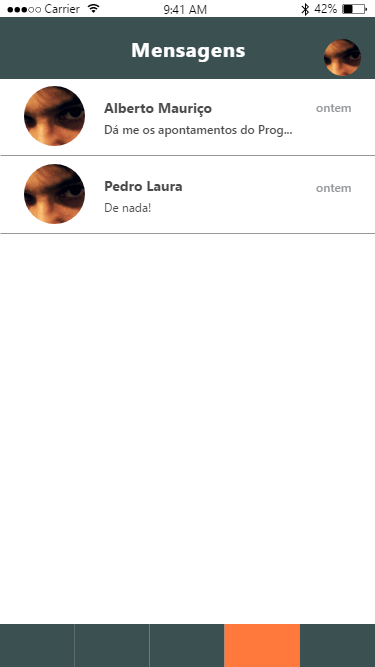 Carrier 9:41 AM 42%
Mensagens
Alberto Mauriço ontem
Dá me os apontamentos do Prog...
Pedro Laura ontem
De nada!